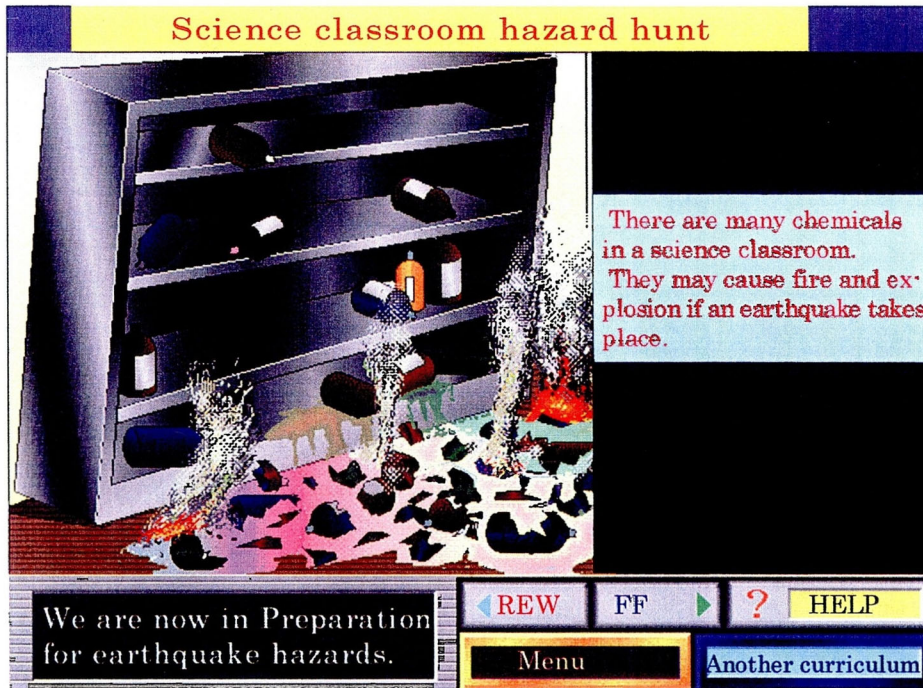 Science classroom hazard hunt
There are many chemicals
in a science classroom.
They may cause fire and ex-
plosion if an earthquake takes
place.
We are now in Preparation
for earthquake hazards.
REW
FF
? HELP
Menu
Another curriculum